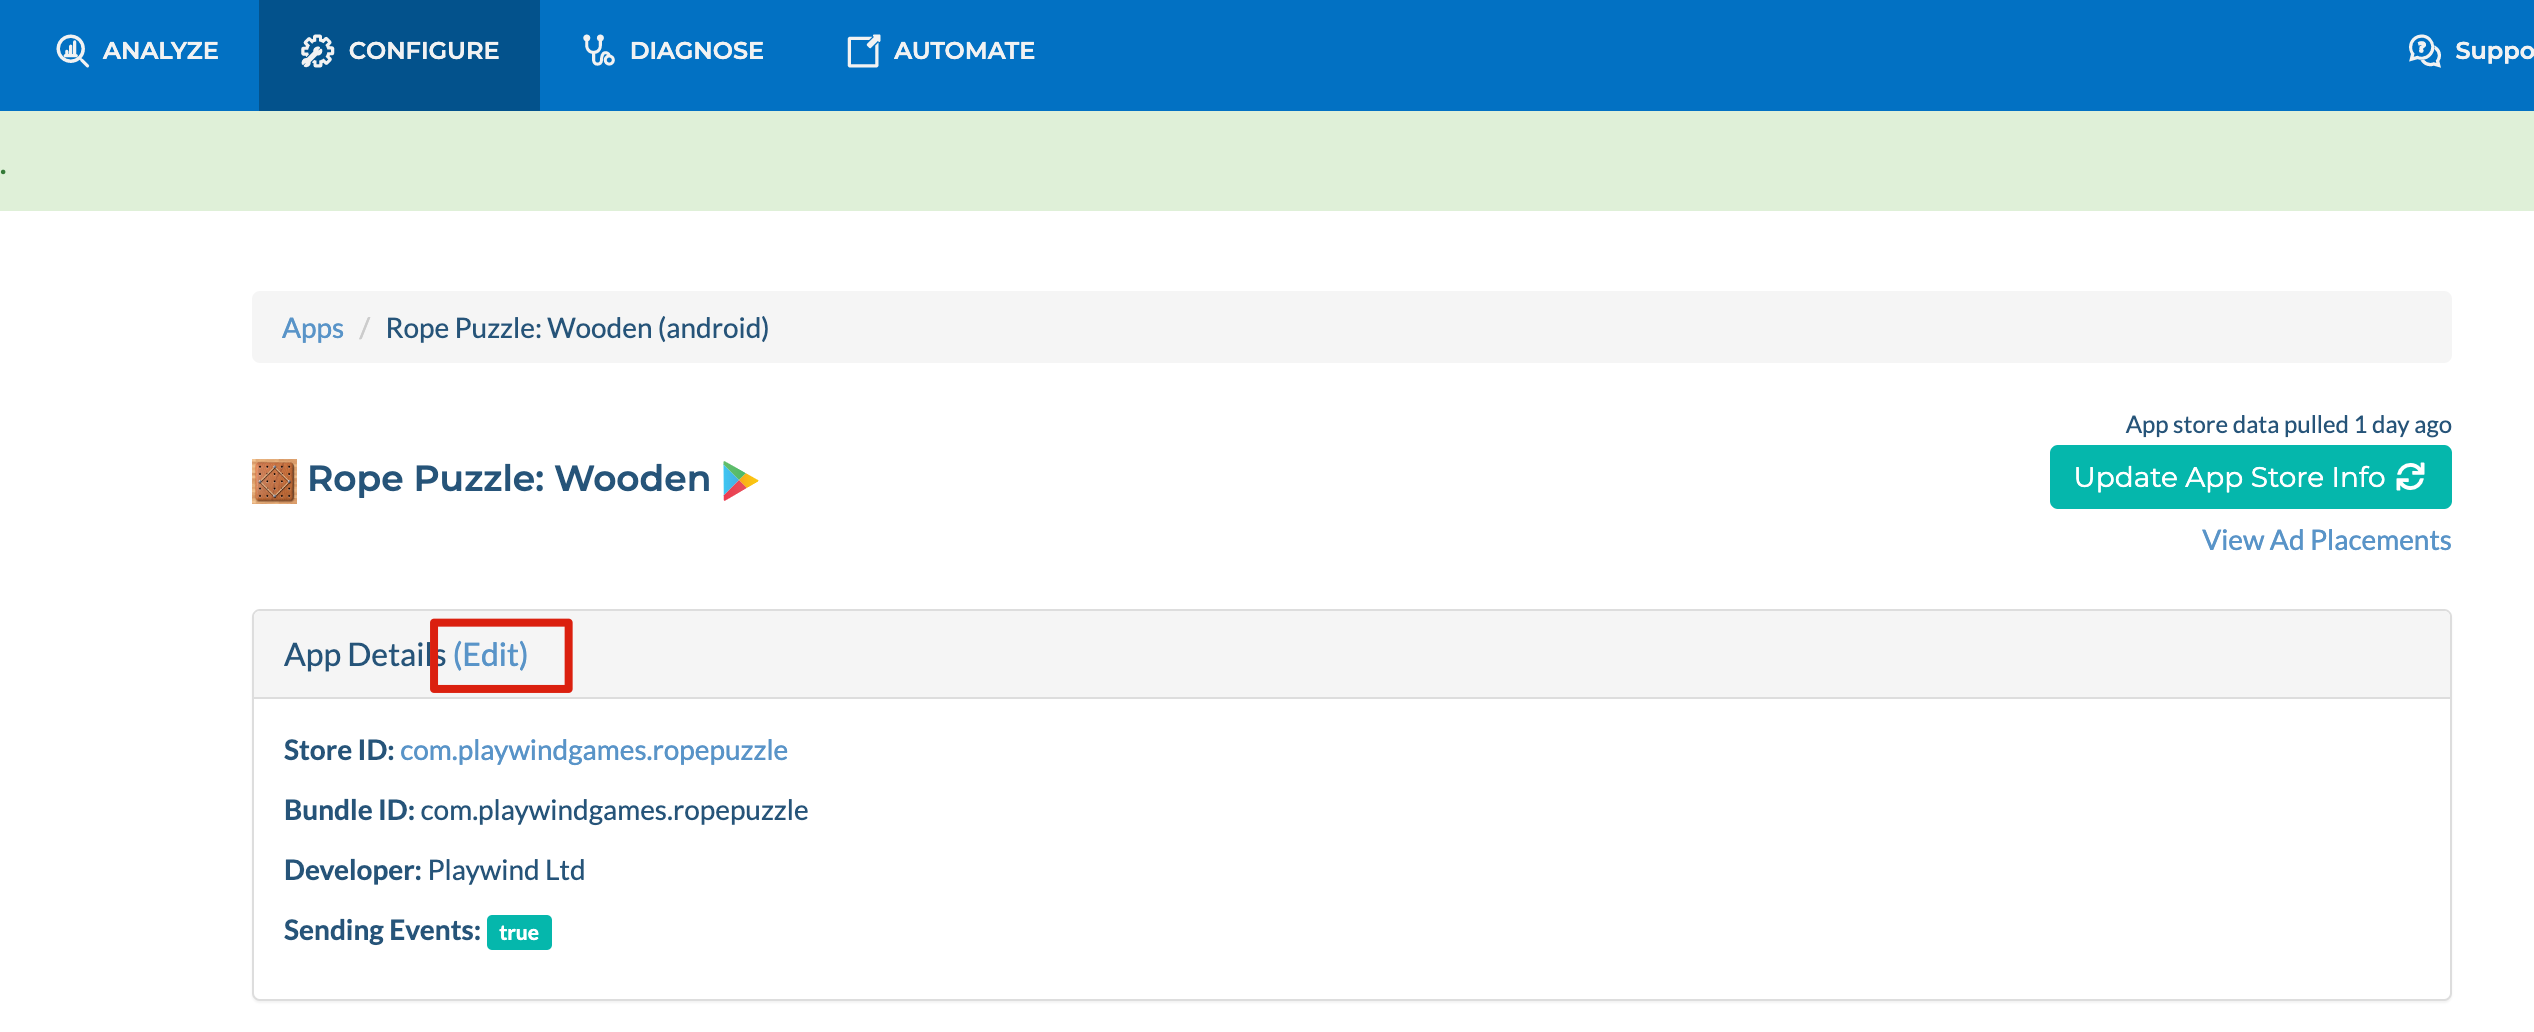 ANALYZE CONFIGURE DIAGNOSE AUTOMATE Suppo
.
Apps / Rope Puzzle: Wooden (android)
App store data pulled 1 day ago
Rope Puzzle: Wooden
Update App Store Info
View Ad Placements
App Details (Edit)
Store ID: com.playwindgames.ropepuzzle
Bundle ID: com.playwindgames.ropepuzzle
Developer: Playwind Ltd
Sending Events: true